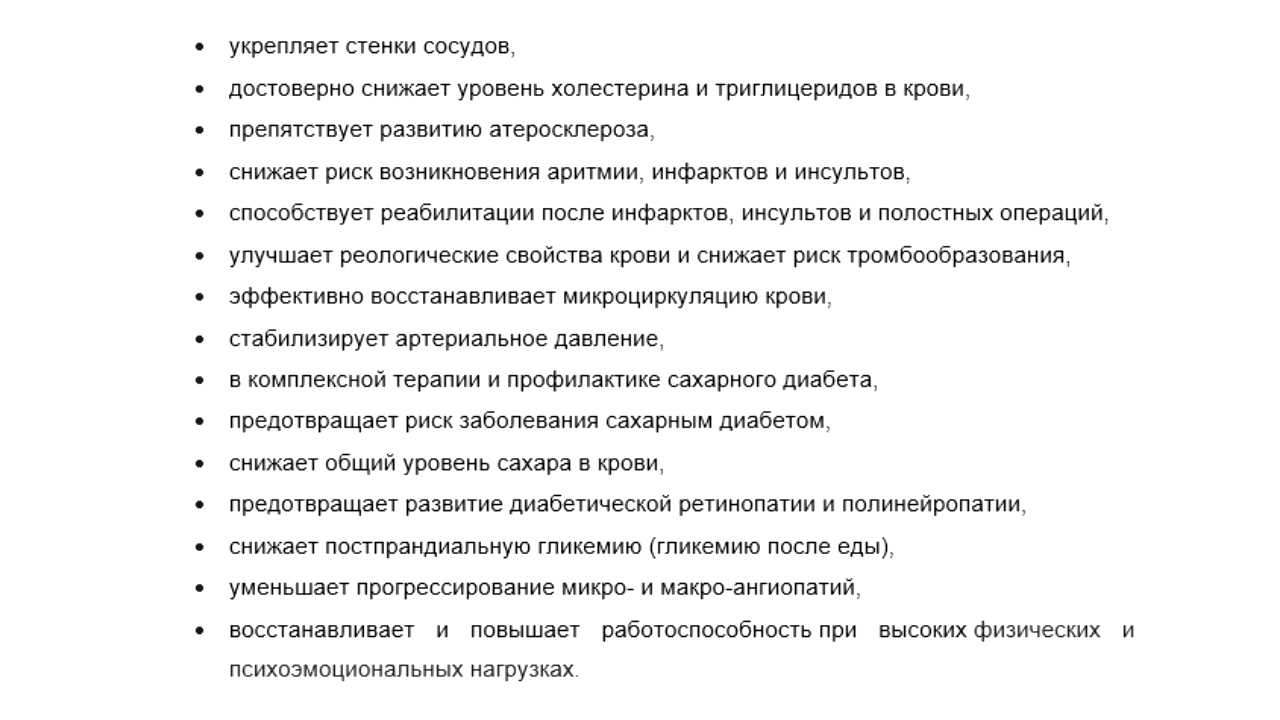 • укрепляет стенки сосудов,
• достоверно снижает уровень холестерина и триглицеридов в крови,
• препятствует развитию атеросклероза,
• снижает риск возникновения аритмии, инфарктов и инсультов,
• способствует реабилитации после инфарктов, инсультов и полостных операций,
• улучшает реологические свойства крови и снижает риск тромбообразования,
• эффективно восстанавливает микроциркуляцию крови,
• стабилизирует артериальное давление,
• в комплексной терапии и профилактике сахарного диабета,
• предотвращает риск заболевания сахарным диабетом,
• снижает общий уровень сахара в крови,
• предотвращает развитие диабетической ретинопатии и полинейропатии,
• снижает постпрандиальную гликемию (гликемию после еды),
• уменьшает прогрессирование микро- и макро-ангиопатий,
• восстанавливает и повышает работоспособность при высоких физических и
психоэмоциональных нагрузках.